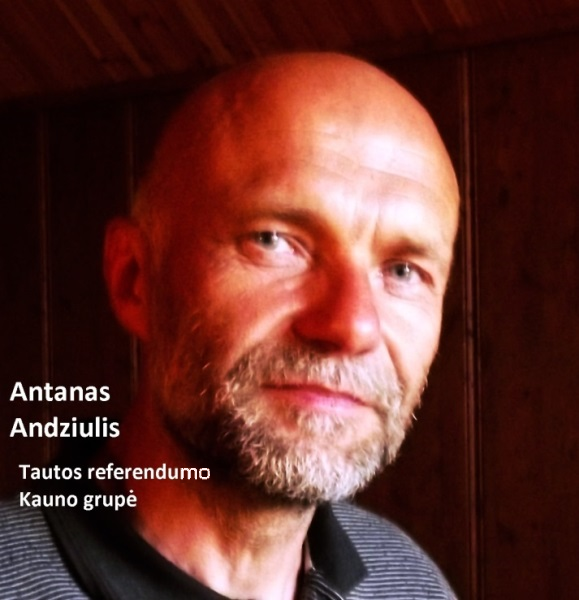 Antanas
Andziulis
Tautos referendumo
Kauno grupė